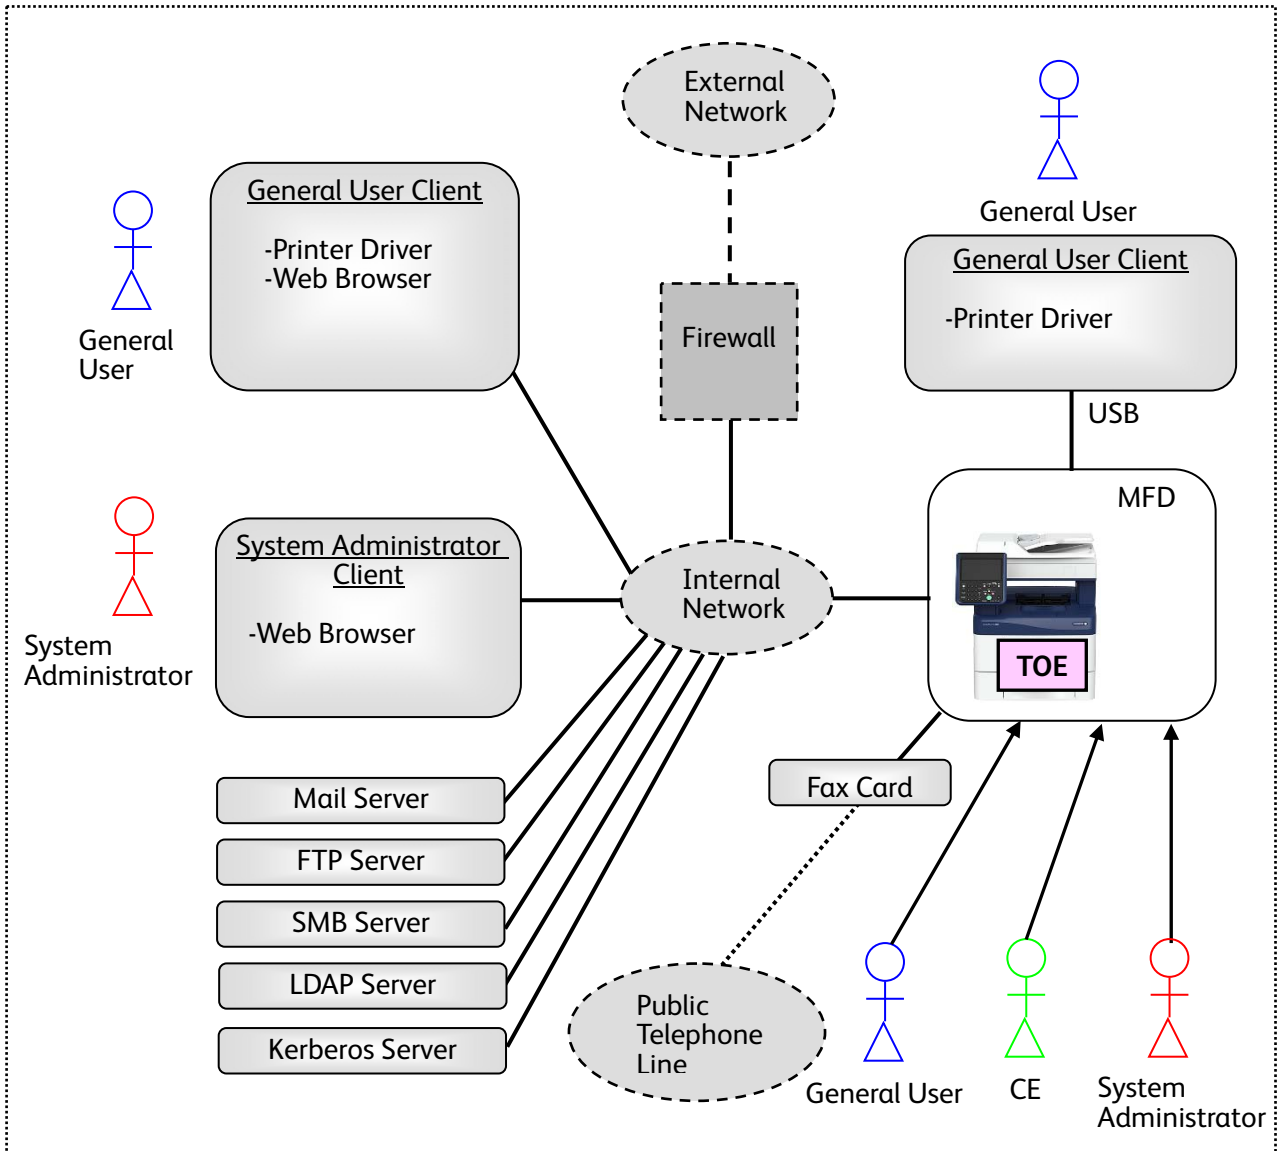 External
Network
General User
General User Client
-Printer Driver
-Web Browser
General
User
General User Client
-Printer Driver
Firewall
USB
MFD
TOE
System Administrator
Client
-Web Browser
System
Administrator
Internal
Network
Mail Server
FTP Server
SMB Server
LDAP Server
Kerberos Server
Fax Card
Public
Telephone
Line
General User
CE
System
Administrator